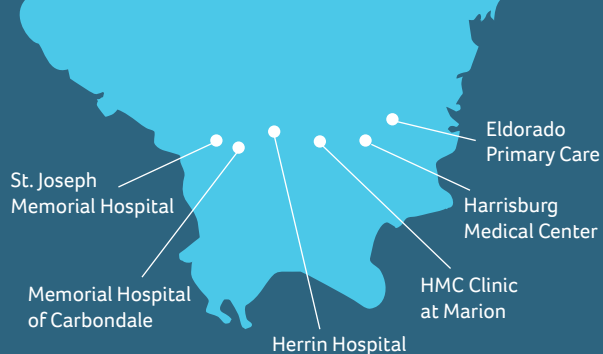 Eldorado
Primary Care
St. Joseph
Memorial Hospital
Harrisburg
Medical Center
HMC Clinic
at Marion
Memorial Hospital
of Carbondale
Herrin Hospital